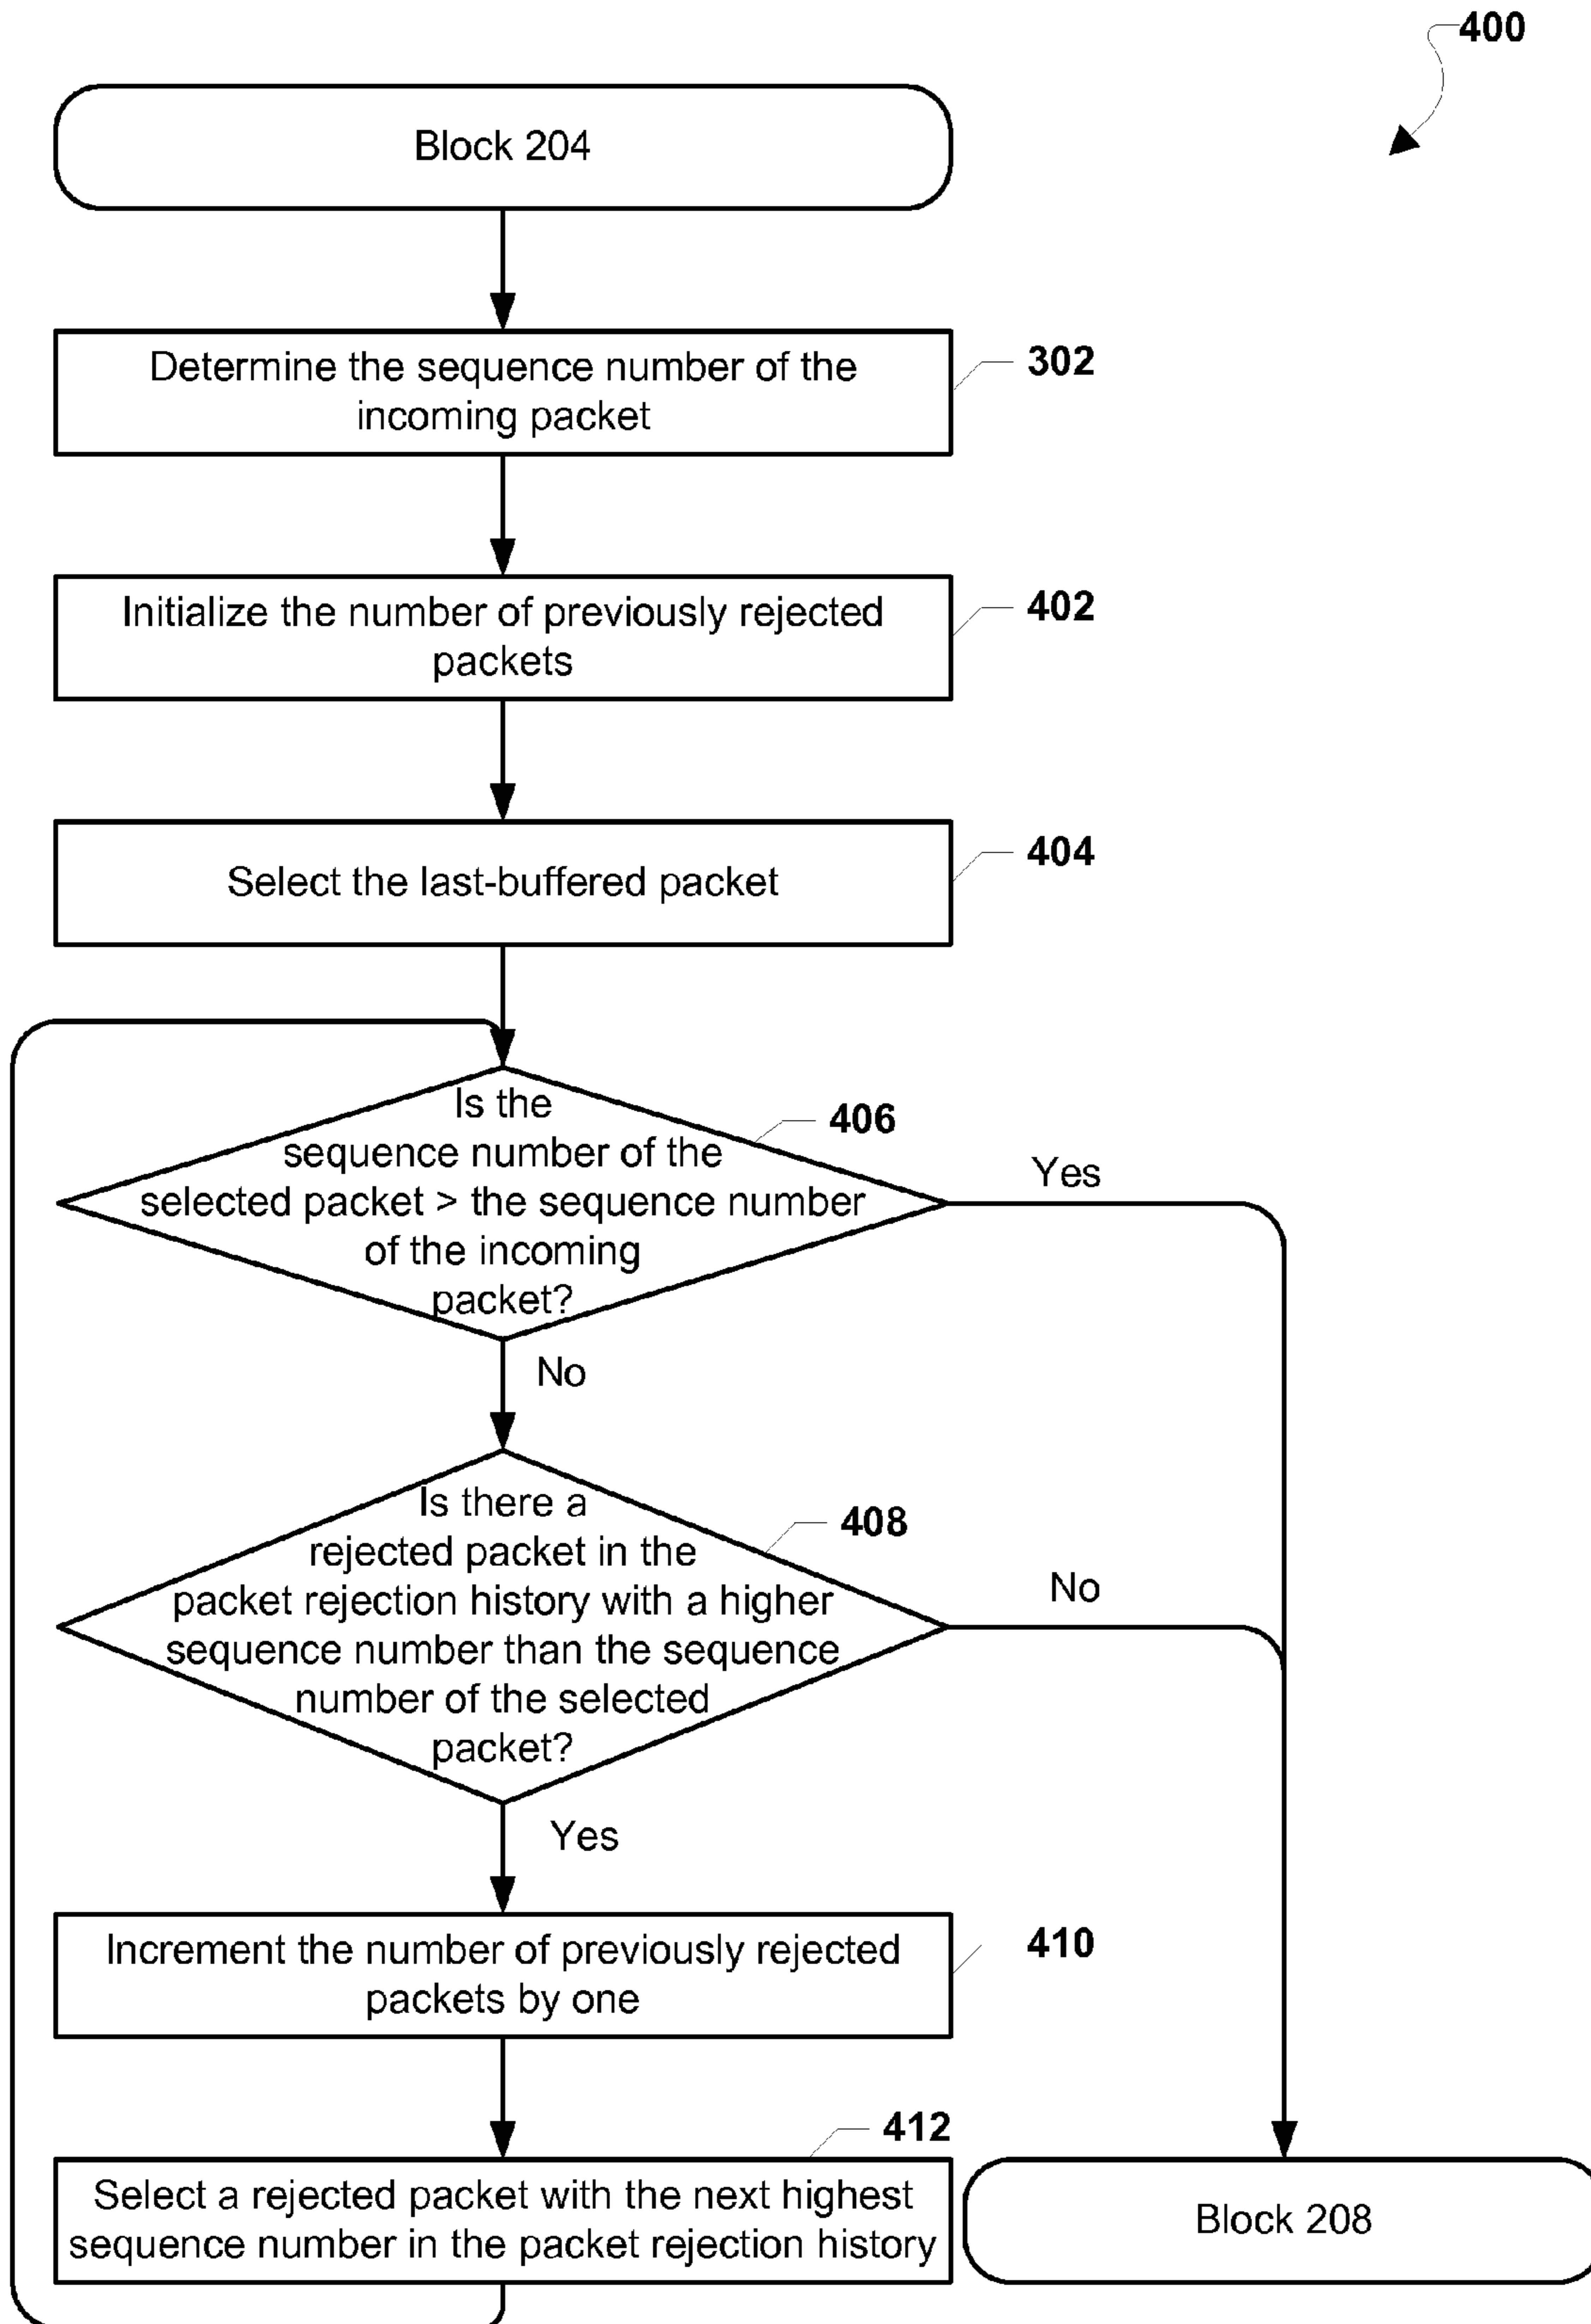 400
Block 204
Determine the sequence number of the
incoming packet
302
Initialize the number of previously rejected
packets
402
Select the last-buffered packet
404
Is the
sequence number of the
selected packet > the sequence number
of the incoming
packet?
406
Yes
No
Is there a
rejected packet in the
packet rejection history with a higher
sequence number than the sequence
number of the selected
packet?
408
No
Yes
Increment the number of previously rejected
packets by one
410
412
Select a rejected packet with the next highest
sequence number in the packet rejection history
Block 208